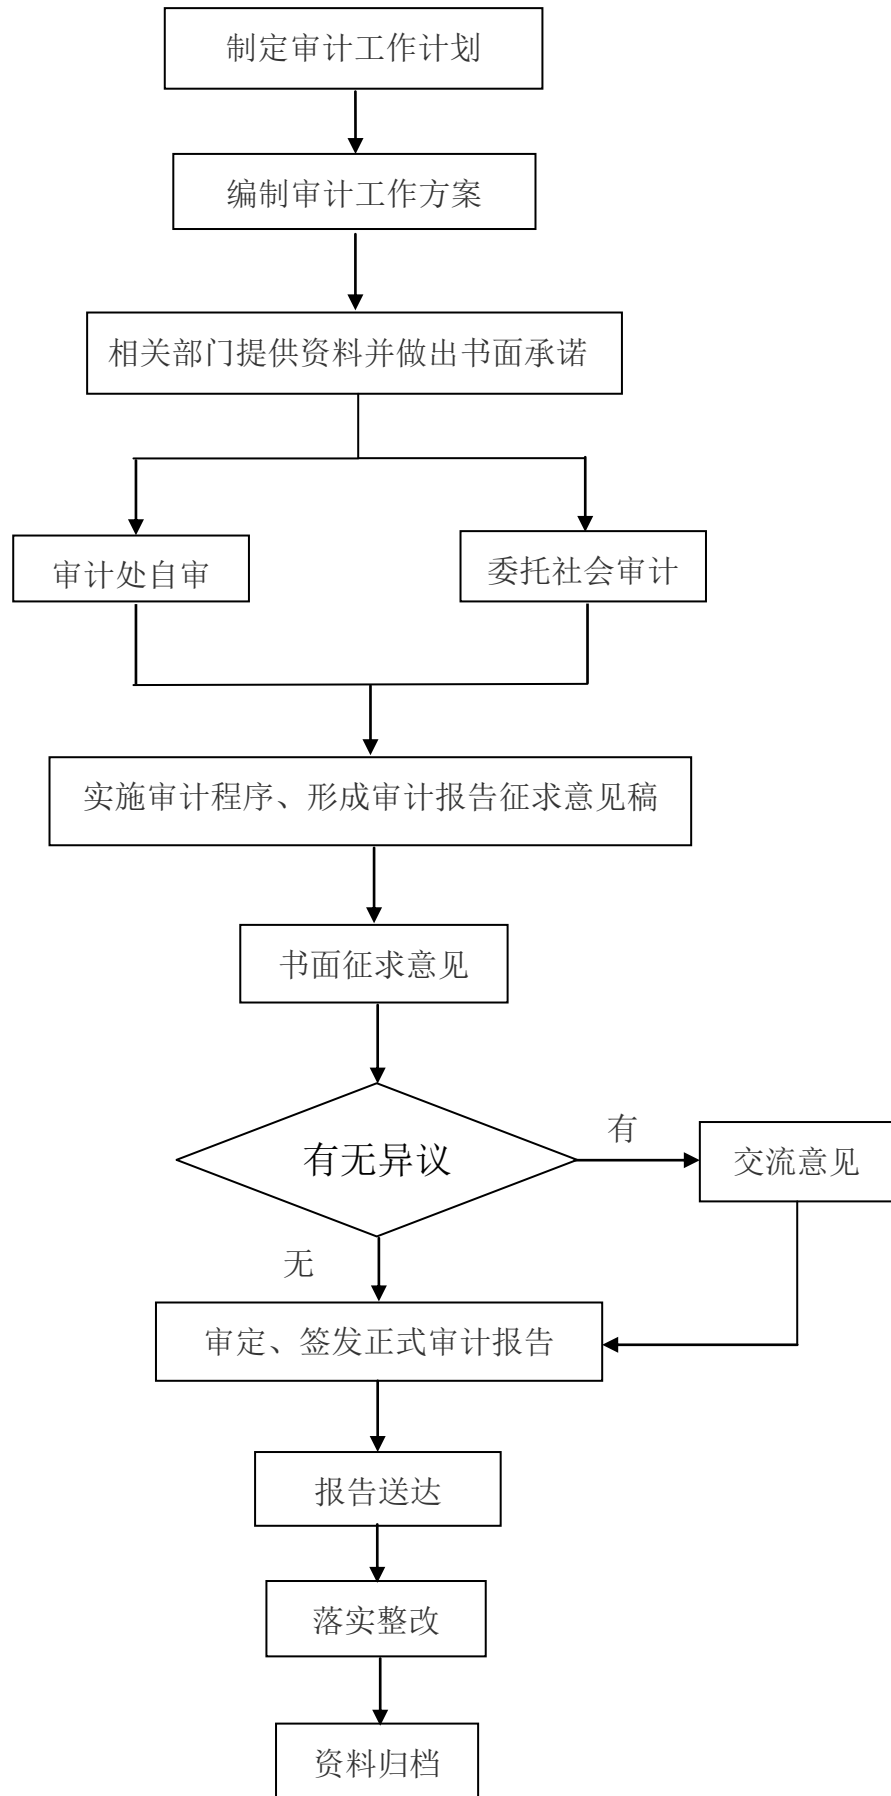 制定审计工作计划
编制审计工作方案
相关部门提供资料并做出书面承诺
审计处自审
委托社会审计
实施审计程序、形成审计报告征求意见稿
书面征求意见
有无异议
有
交流意见
无
审定、签发正式审计报告
报告送达
落实整改
资料归档